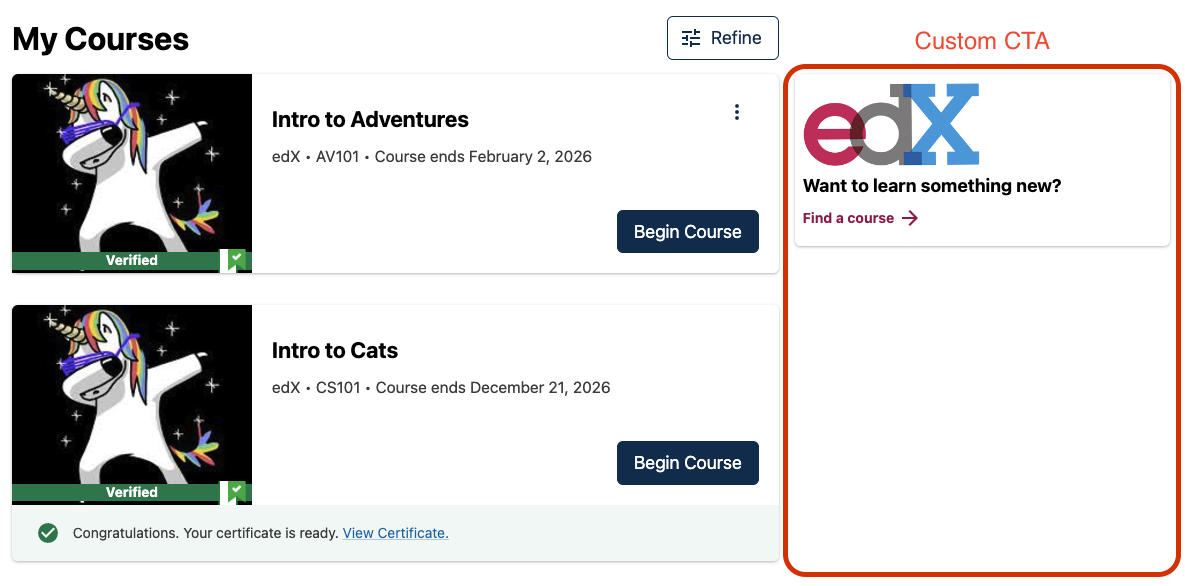 My Courses
Refine
Custom CTA
Intro to Adventures
edX • AV101 • Course ends February 2, 2026
Begin Course
Verified
edX
Want to learn something new?
Find a course
Intro to Cats
edX • CS101 • Course ends December 21, 2026
Begin Course
Verified
Congratulations. Your certificate is ready. View Certificate.